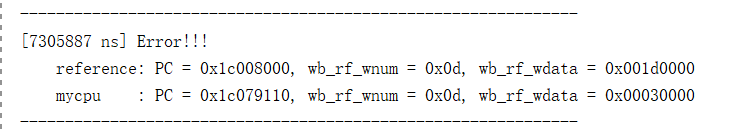 --------------------------------------------------------------
[7305887 ns] Error!!!
reference: PC = 0x1c008000, wb_rf_wnum = 0x0d, wb_rf_wdata = 0x001d0000
mycpu    : PC = 0x1c079110, wb_rf_wnum = 0x0d, wb_rf_wdata = 0x00030000
--------------------------------------------------------------